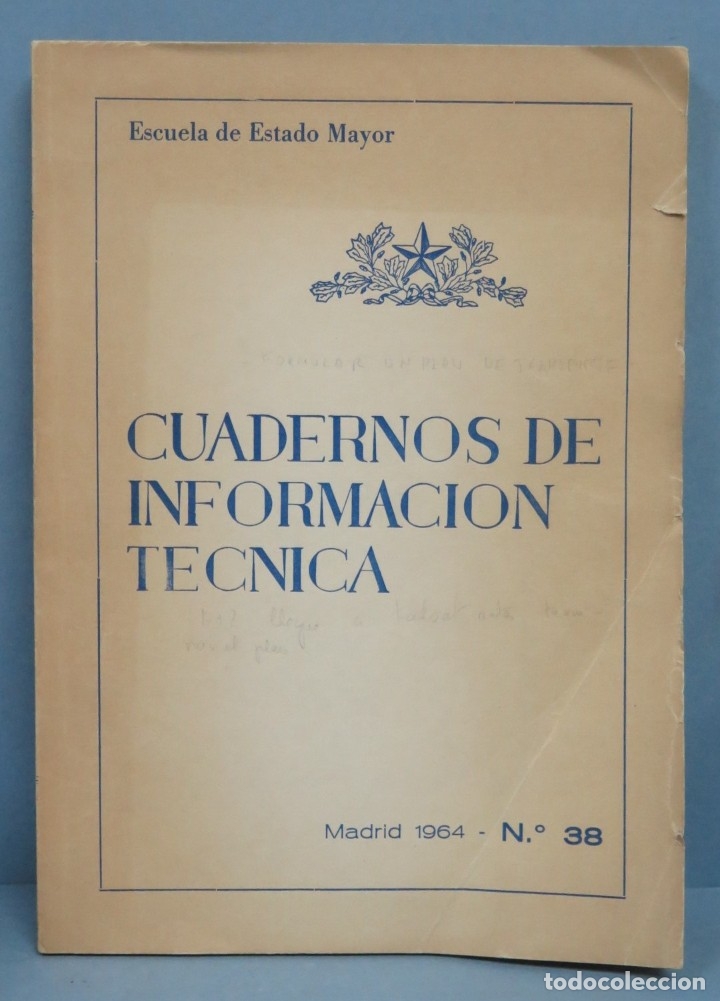 Escuela de Estado Mayor
CUADERNOS DE
INFORMACION
TECNICA
Madrid 1964 - N.º 38
todocoleccion